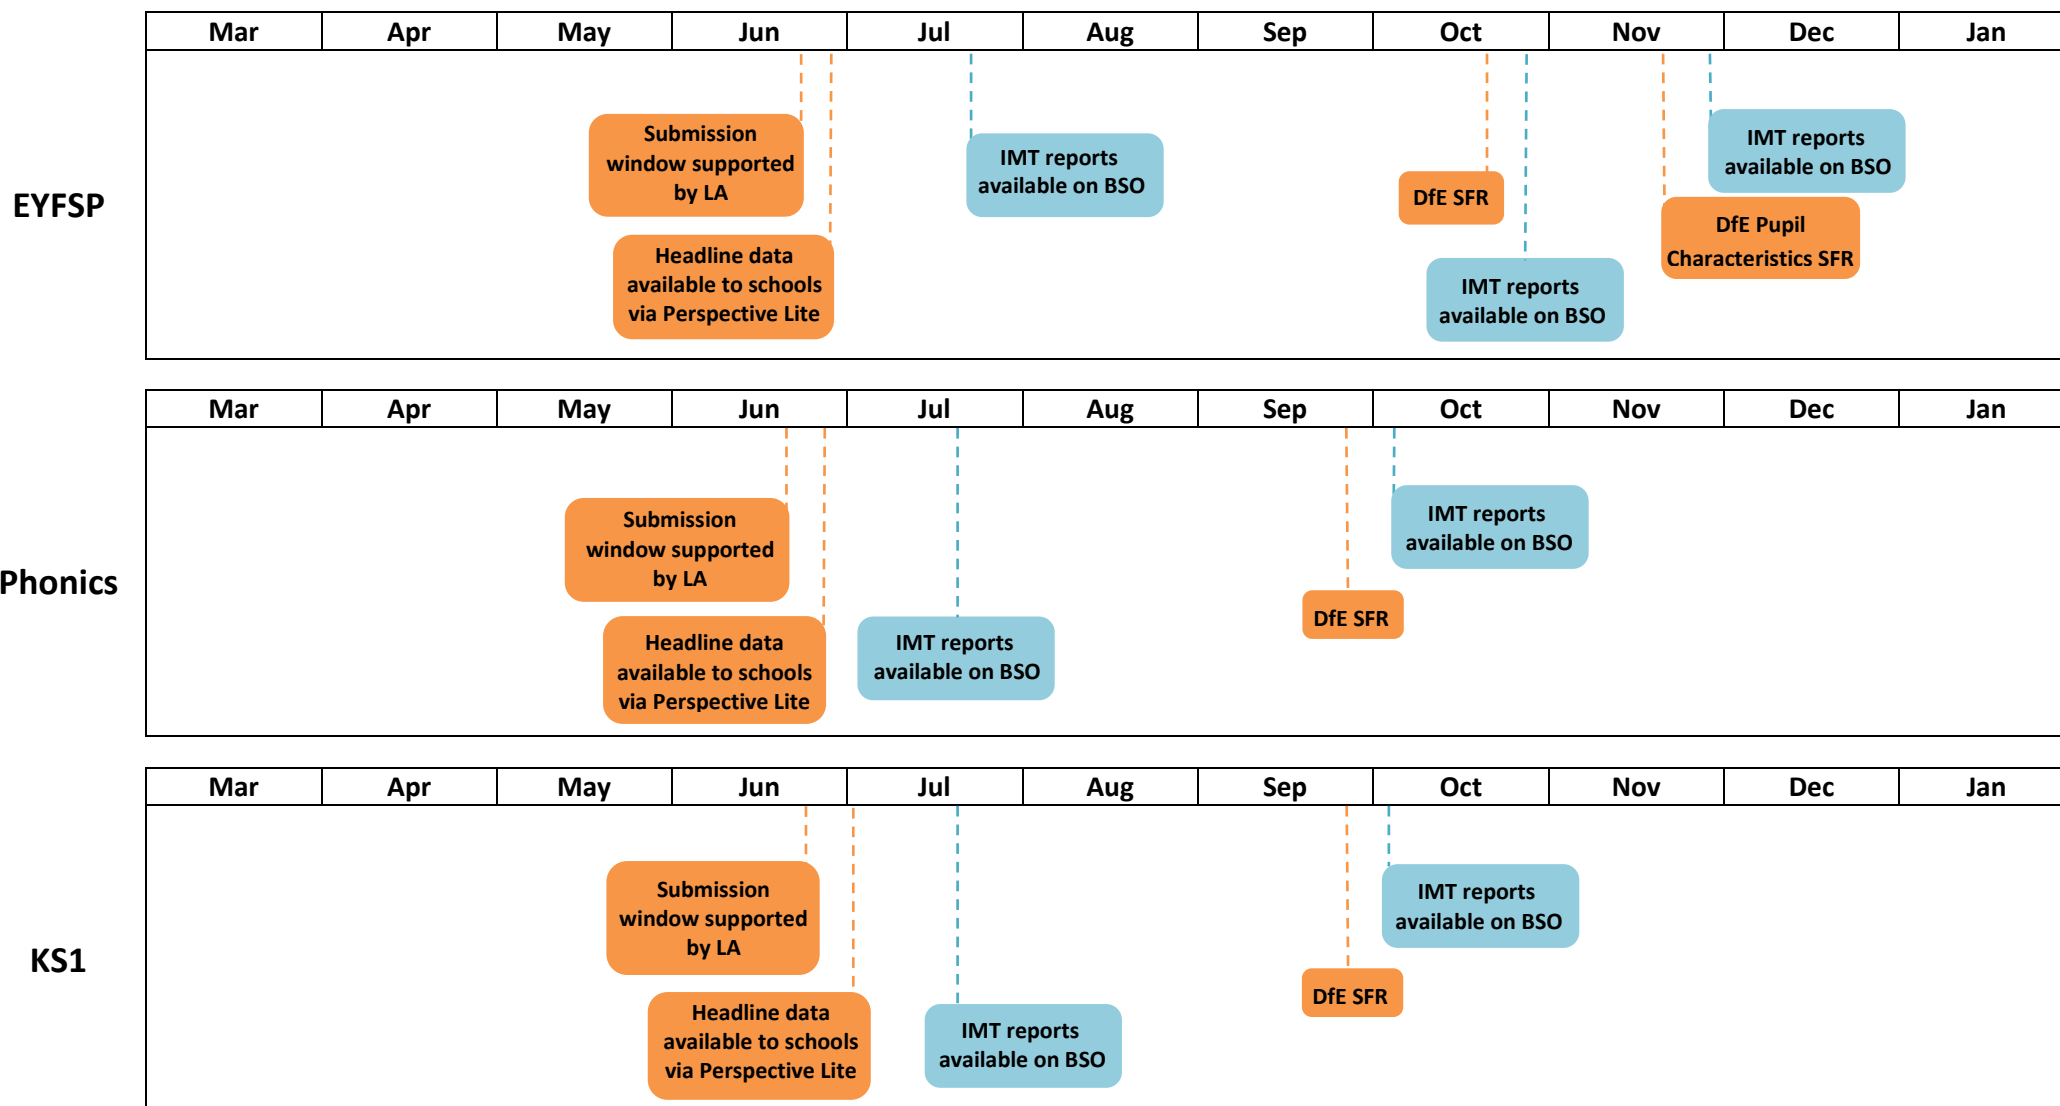 Mar Apr May Jun Jul Aug Sep Oct Nov Dec Jan
EYFSP
Submission
window supported
by LA
Headline data
available to schools
via Perspective Lite
IMT reports
available on BSO
DfE SFR
IMT reports
available on BSO
IMT reports
available on BSO
DfE Pupil
Characteristics SFR
Mar Apr May Jun Jul Aug Sep Oct Nov Dec Jan
Phonics
Submission
window supported
by LA
Headline data
available to schools
via Perspective Lite
IMT reports
available on BSO
DfE SFR
IMT reports
available on BSO
Mar Apr May Jun Jul Aug Sep Oct Nov Dec Jan
KS1
Submission
window supported
by LA
Headline data
available to schools
via Perspective Lite
IMT reports
available on BSO
DfE SFR
IMT reports
available on BSO